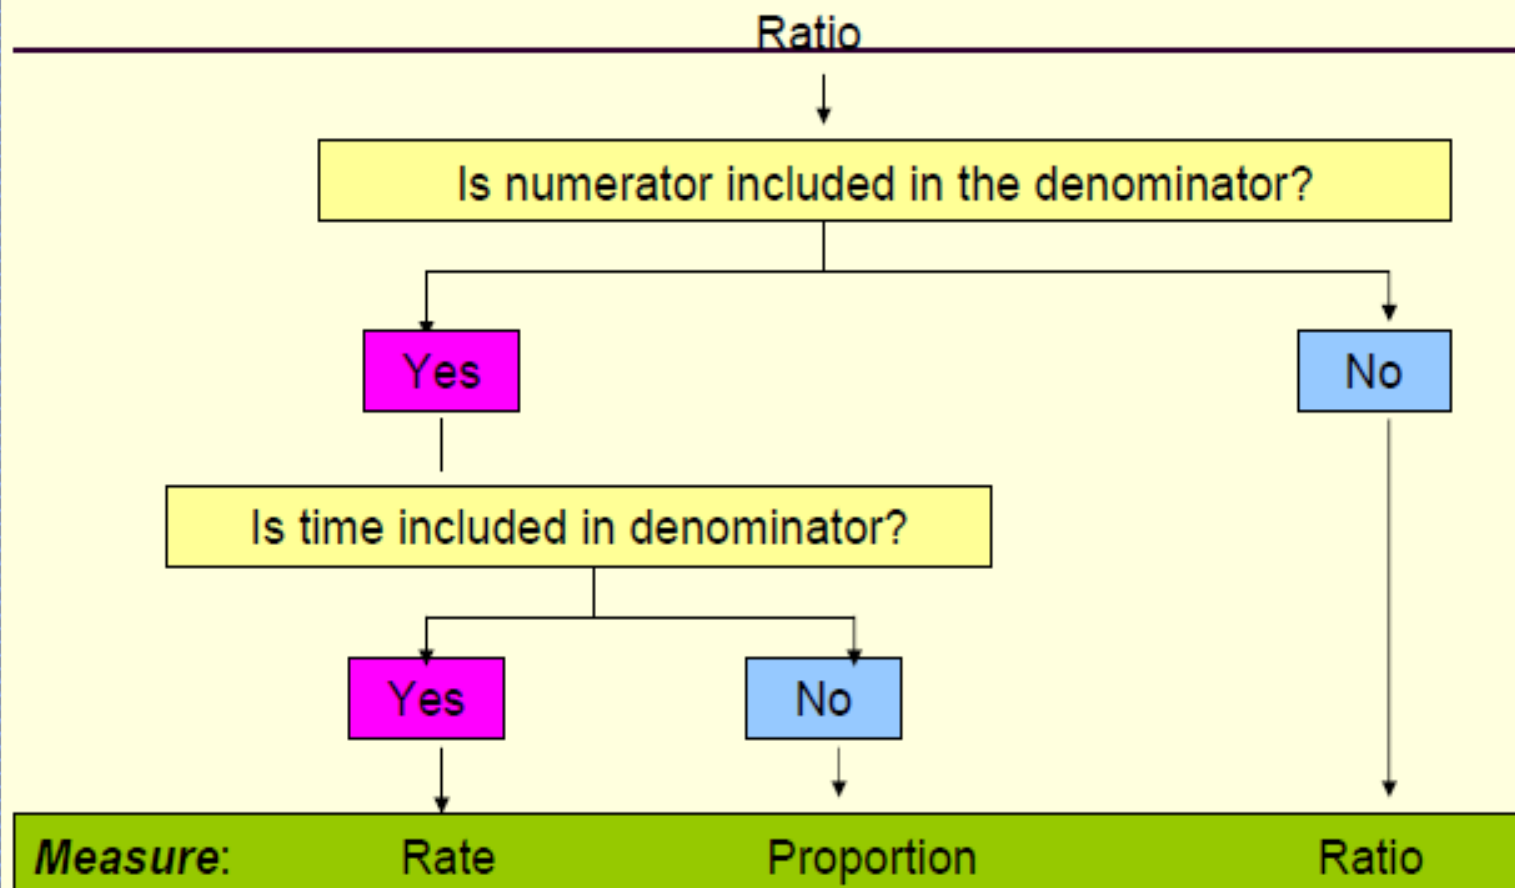 Ratio
Is numerator included in the denominator?
Yes
No
Is time included in denominator?
Yes
No
Measure: Rate Proportion Ratio